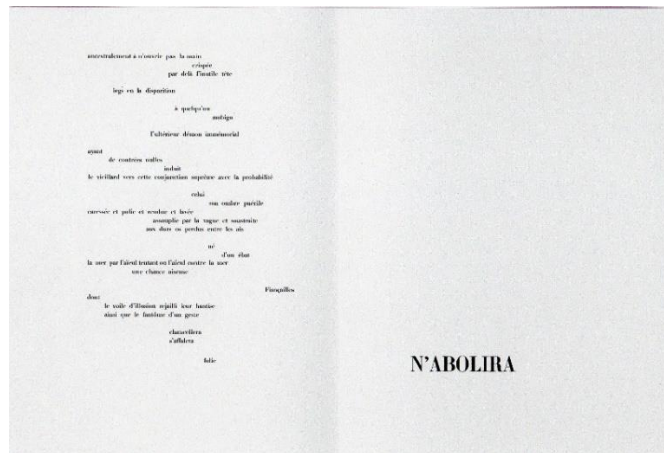 ancestralement à n'ouvrir pas la main
crispée
par delà l'inutile tête
legs en la disparition
à quelqu'un
ambigu
l'ultérieur démon immémorial
ayant
de contrées nulles
induit
le vieillard vers cette conjonction suprême avec la probabilité
celui
son ombre puérile
caressée et polie et rendue et lavée
assouplie par la vague et soustraite
aux durs os perdus entre les ais
né
d'un ébat
la mer par l'aïeul tentant ou l'aïeul contre la mer
une chance oiseuse
Fiançailles
dont
le voile d'illusion rejailli leur hantise
ainsi que le fantôme d'un geste
chancellera
s'affalera
folie
N'ABOLIRA